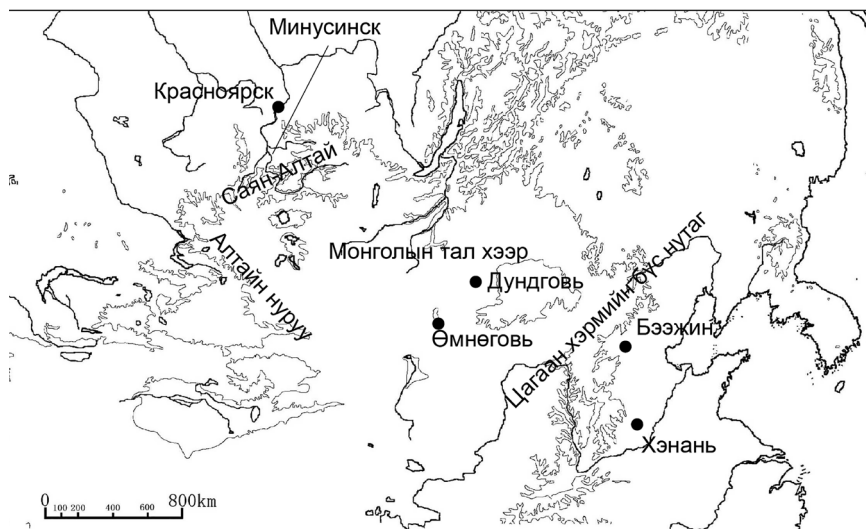 Минусинск
Красноярск
Саян-Алтай
Алтайн нуруу
Монголын тал хээр
Дундговь
Өмнөговь
Цагаан хэрмийн бүс нутаг
Бээжин
Хэнань
0 100 200 400 600 800km